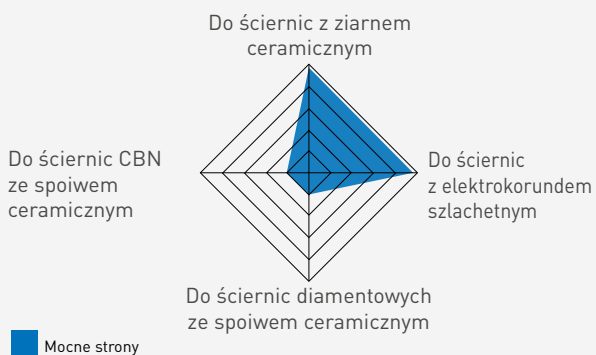 Do ściernic z ziarnem
ceramicznym
Do ściernic CBN
ze spoiwem
ceramicznym
Do ściernic
z elektrokorundem
szlachetnym
Do ściernic diamentowych
ze spoiwem ceramicznym
Mocne strony